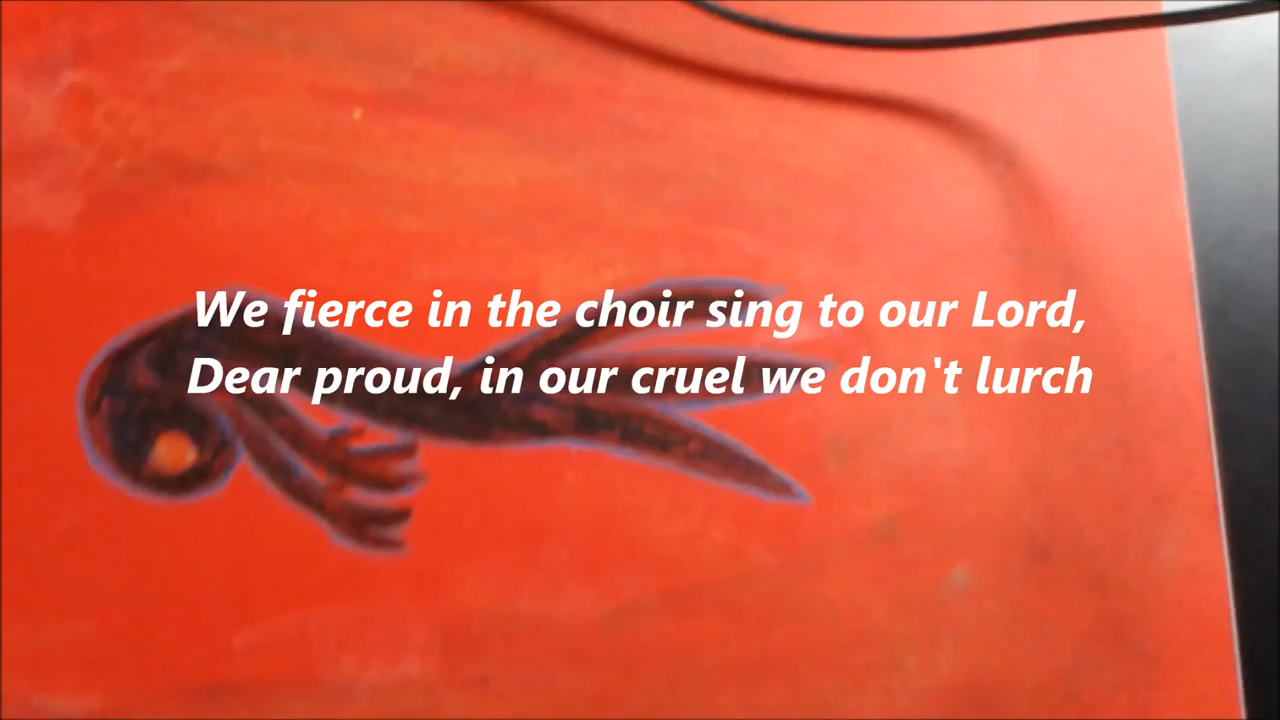 We fierce in the choir sing to our Lord,
Dear proud, in our cruel we don't lurch